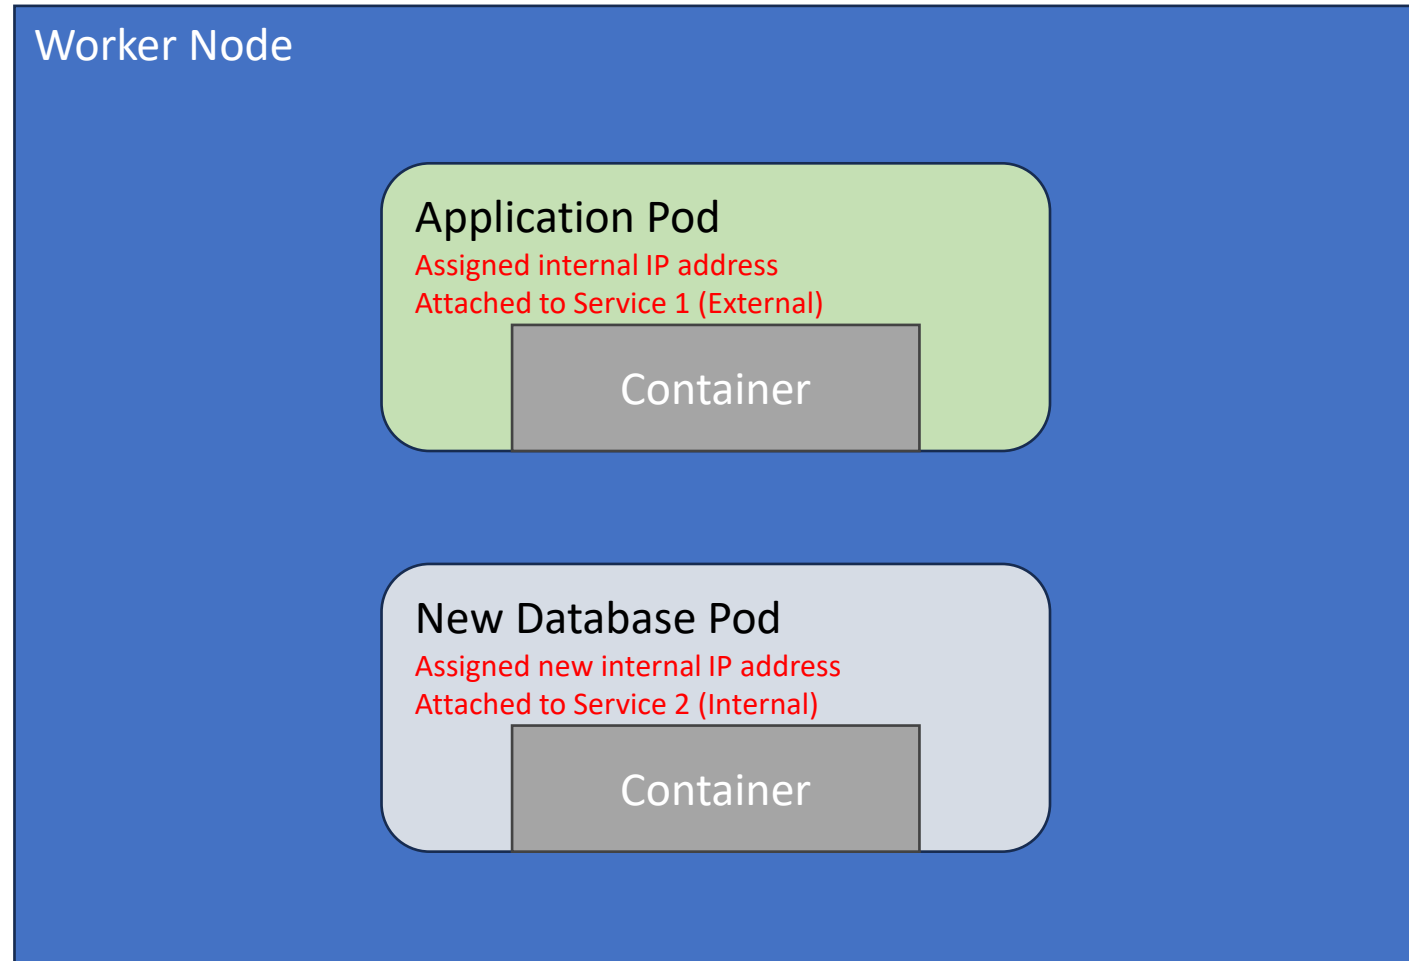 Worker Node
Application Pod
Assigned internal IP address
Attached to Service 1 (External)
Container
New Database Pod
Assigned new internal IP address
Attached to Service 2 (Internal)
Container